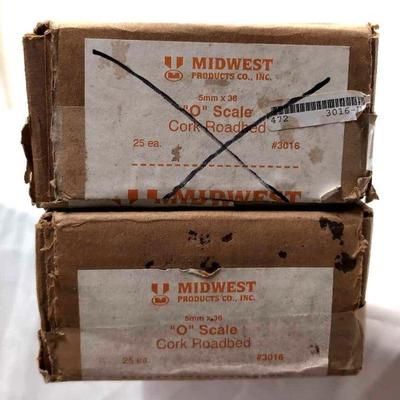 MIDWEST
PRODUCTS CO., INC.
5mm x 36
"O" Scale
Cork Roadbed
25 ea.
#3016
472
MIDWEST
MIDWEST
PRODUCTS CO., INC.
5mm x 36
"O" Scale
Cork Roadbed
25 ea.
#3016